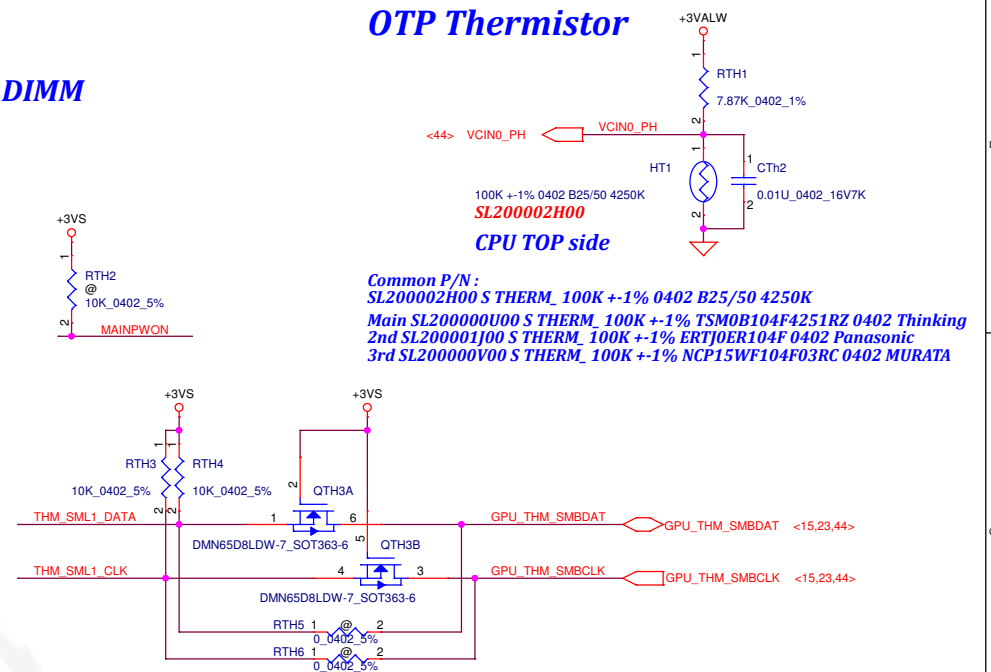 OTP Thermistor
DIMM
+3VALW
1
RTH1
7.87K_0402_1%
2
<44> VCIN0_PH
VCIN0_PH
1
HT1
2
1
CTh2
0.01U_0402_16V7K
2
100K +-1% 0402 B25/50 4250K
SL200002H00
CPU TOP side
+3VS
1
RTH2
@
10K_0402_5%
2
MAINPWON
Common P/N :
SL200002H00 S THERM_ 100K +-1% 0402 B25/50 4250K
Main SL200000U00 S THERM_ 100K +-1% TSM0B104F4251RZ 0402 Thinking
2nd SL200001J00 S THERM_ 100K +-1% ERTJ0ER104F 0402 Panasonic
3rd SL200000V00 S THERM_ 100K +-1% NCP15WF104F03RC 0402 MURATA
+3VS
+3VS
1 1
RTH3 RTH4
10K_0402_5% 10K_0402_5%
2 2
2
QTH3A
THM_SML1_DATA
1 6
GPU_THM_SMBDAT
GPU_THM_SMBDAT <15,23,44>
DMN65D8LDW-7_SOT363-6
5
QTH3B
THM_SML1_CLK
4 3
GPU_THM_SMBCLK
GPU_THM_SMBCLK <15,23,44>
DMN65D8LDW-7_SOT363-6
RTH5 1 @ 2
0_0402_5%
RTH6 1 @ 2
0_0402_5%